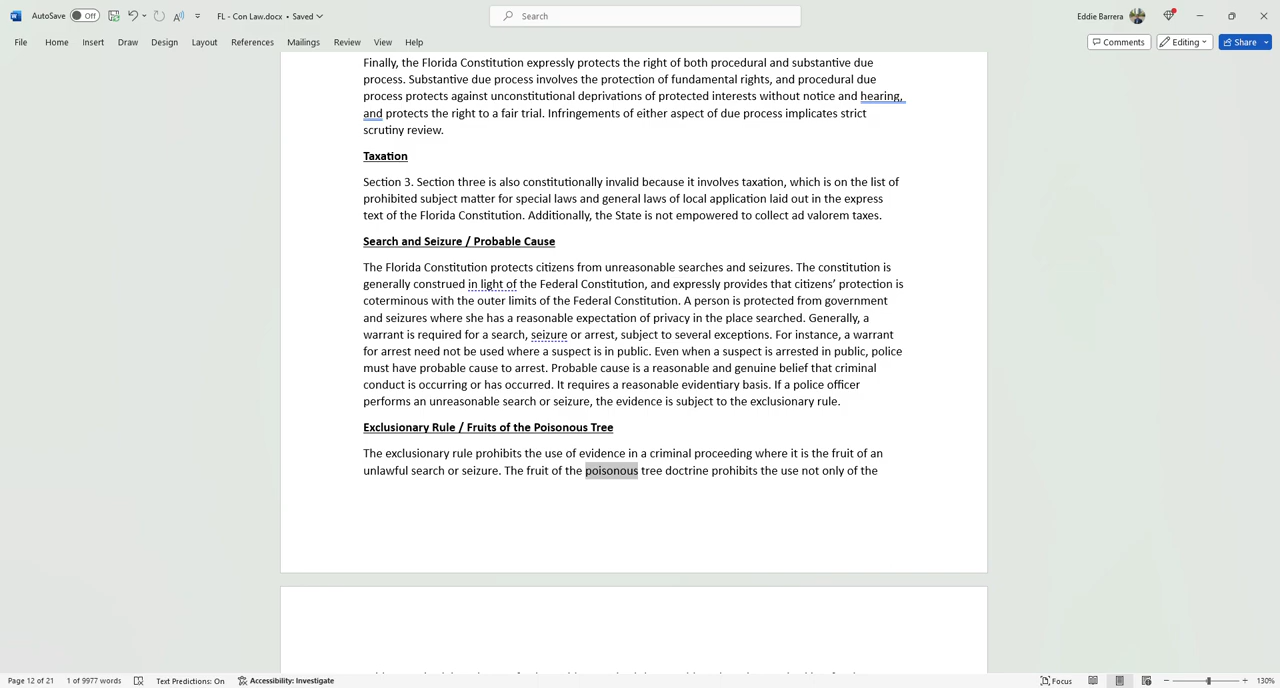 AutoSave Off FL - Con Law.docx • Saved Search Eddie Barrera
File Home Insert Draw Design Layout References Mailings Review View Help Comments Editing Share
Finally, the Florida Constitution expressly protects the right of both procedural and substantive due
process. Substantive due process involves the protection of fundamental rights, and procedural due
process protects against unconstitutional deprivations of protected interests without notice and hearing,
and protects the right to a fair trial. Infringements of either aspect of due process implicates strict
scrutiny review.
Taxation
Section 3. Section three is also constitutionally invalid because it involves taxation, which is on the list of
prohibited subject matter for special laws and general laws of local application laid out in the express
text of the Florida Constitution. Additionally, the State is not empowered to collect ad valorem taxes.
Search and Seizure / Probable Cause
The Florida Constitution protects citizens from unreasonable searches and seizures. The constitution is
generally construed in light of the Federal Constitution, and expressly provides that citizens’ protection is
coterminous with the outer limits of the Federal Constitution. A person is protected from government
and seizures where she has a reasonable expectation of privacy in the place searched. Generally, a
warrant is required for a search, seizure or arrest, subject to several exceptions. For instance, a warrant
for arrest need not be used where a suspect is in public. Even when a suspect is arrested in public, police
must have probable cause to arrest. Probable cause is a reasonable and genuine belief that criminal
conduct is occurring or has occurred. It requires a reasonable evidentiary basis. If a police officer
performs an unreasonable search or seizure, the evidence is subject to the exclusionary rule.
Exclusionary Rule / Fruits of the Poisonous Tree
The exclusionary rule prohibits the use of evidence in a criminal proceeding where it is the fruit of an
unlawful search or seizure. The fruit of the poisonous tree doctrine prohibits the use not only of the
Page 12 of 21 1 of 9977 words Text Predictions: On Accessibility: Investigate Focus 130%